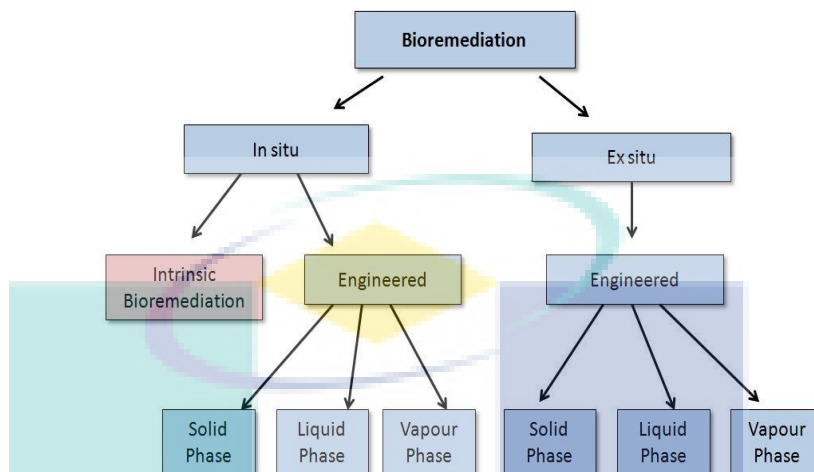 Bioremediation
In situ
Ex situ
Intrinsic
Bioremediation
Engineered
Engineered
Solid
Phase
Liquid
Phase
Vapour
Phase
Solid
Phase
Liquid
Phase
Vapour
Phase